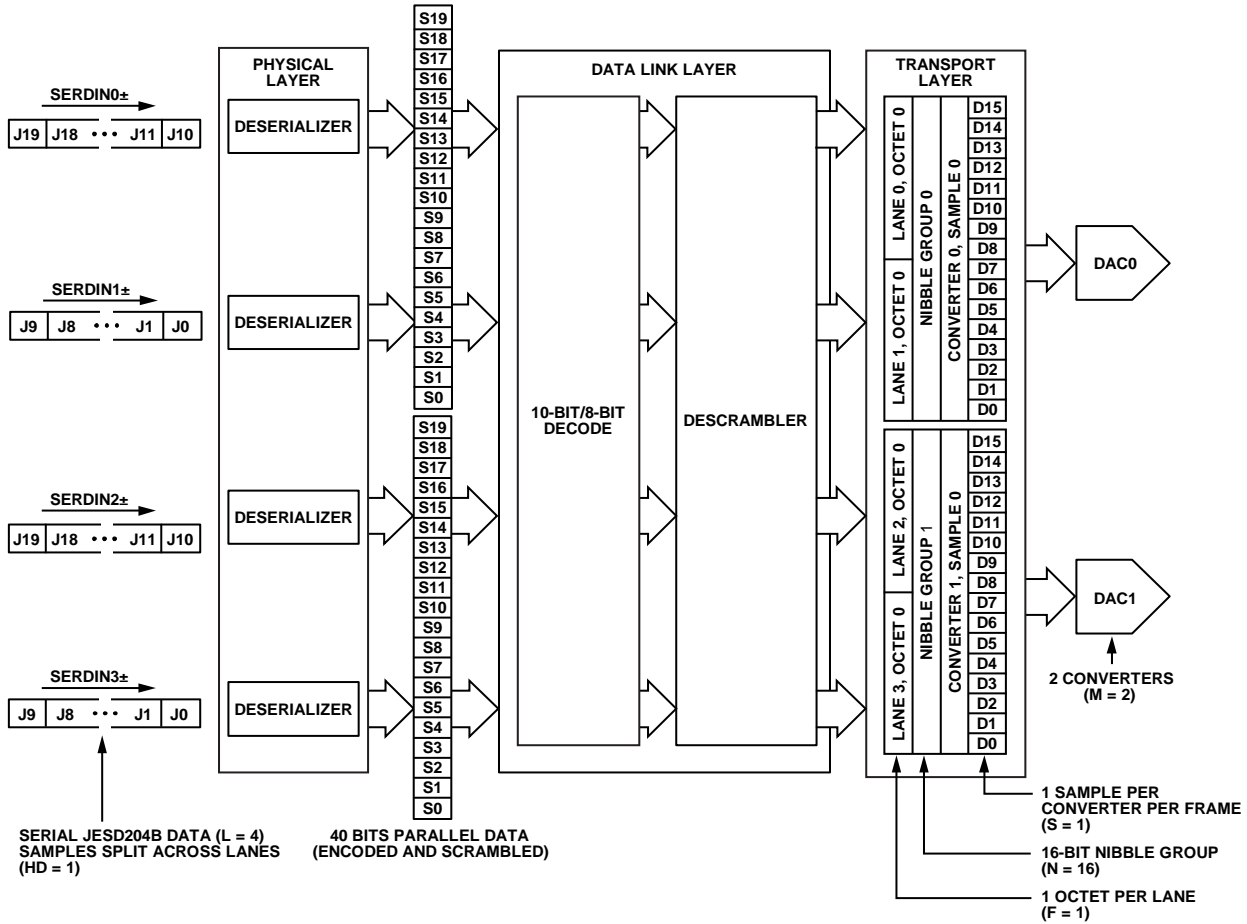 SERDIN0±
J19 J18 ••• J11 J10
SERDIN1±
J9 J8 ••• J1 J0
SERDIN2±
J19 J18 ••• J11 J10
SERDIN3±
J9 J8 ••• J1 J0
SERIAL JESD204B DATA (L = 4)
SAMPLES SPLIT ACROSS LANES
(HD = 1)
PHYSICAL
LAYER
DESERIALIZER
DESERIALIZER
DESERIALIZER
DESERIALIZER
S19
S18
S17
S16
S15
S14
S13
S12
S11
S10
S9
S8
S7
S6
S5
S4
S3
S2
S1
S0
S19
S18
S17
S16
S15
S14
S13
S12
S11
S10
S9
S8
S7
S6
S5
S4
S3
S2
S1
S0
40 BITS PARALLEL DATA
(ENCODED AND SCRAMBLED)
DATA LINK LAYER
10-BIT/8-BIT
DECODE
DESCRAMBLER
TRANSPORT
LAYER
LANE 0, OCTET 0
LANE 1, OCTET 0
NIBBLE GROUP 0
CONVERTER 0, SAMPLE 0
D15
D14
D13
D12
D11
D10
D9
D8
D7
D6
D5
D4
D3
D2
D1
D0
LANE 2, OCTET 0
LANE 3, OCTET 0
NIBBLE GROUP 1
CONVERTER 1, SAMPLE 0
D15
D14
D13
D12
D11
D10
D9
D8
D7
D6
D5
D4
D3
D2
D1
D0
DAC0
DAC1
2 CONVERTERS
(M = 2)
1 SAMPLE PER
CONVERTER PER FRAME
(S = 1)
16-BIT NIBBLE GROUP
(N = 16)
1 OCTET PER LANE
(F = 1)